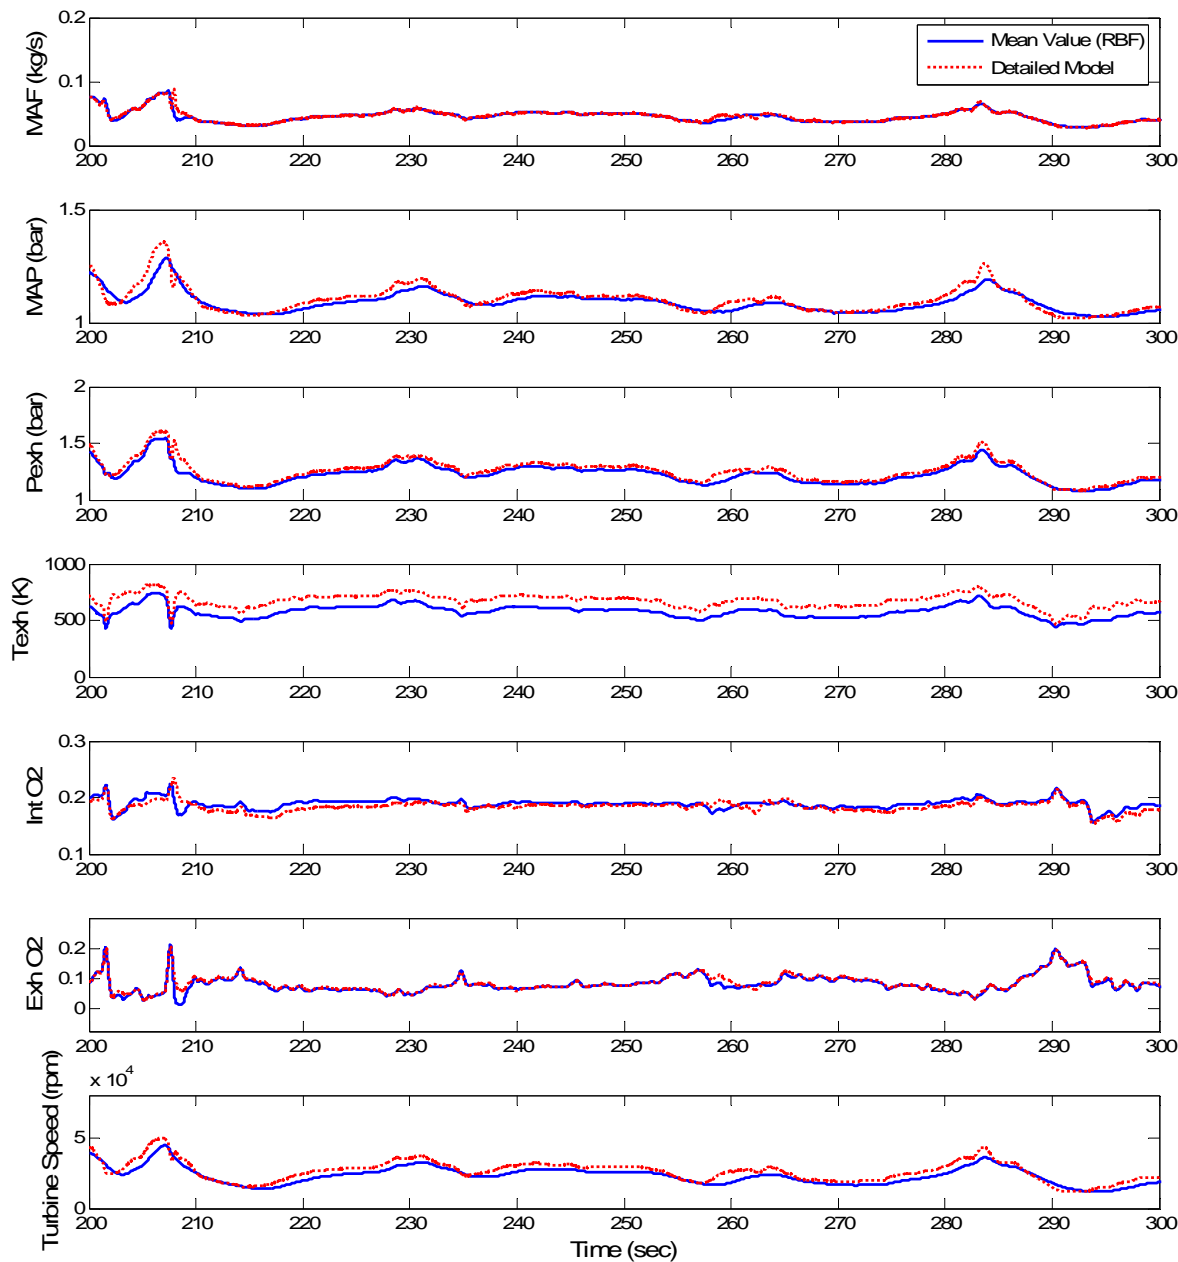 0.2
0.1
0
MAF (kg/s)
Mean Value (RBF)
Detailed Model
200 210 220 230 240 250 260 270 280 290 300
1.5
1
MAP (bar)
200 210 220 230 240 250 260 270 280 290 300
2
1.5
1
Pexh (bar)
200 210 220 230 240 250 260 270 280 290 300
1000
500
0
Texh (K)
200 210 220 230 240 250 260 270 280 290 300
0.3
0.2
0.1
Int O2
200 210 220 230 240 250 260 270 280 290 300
0.2
0.1
0
Exh O2
200 210 220 230 240 250 260 270 280 290 300
x 10⁴
5
0
Turbine Speed (rpm)
200 210 220 230 240 250 260 270 280 290 300
Time (sec)